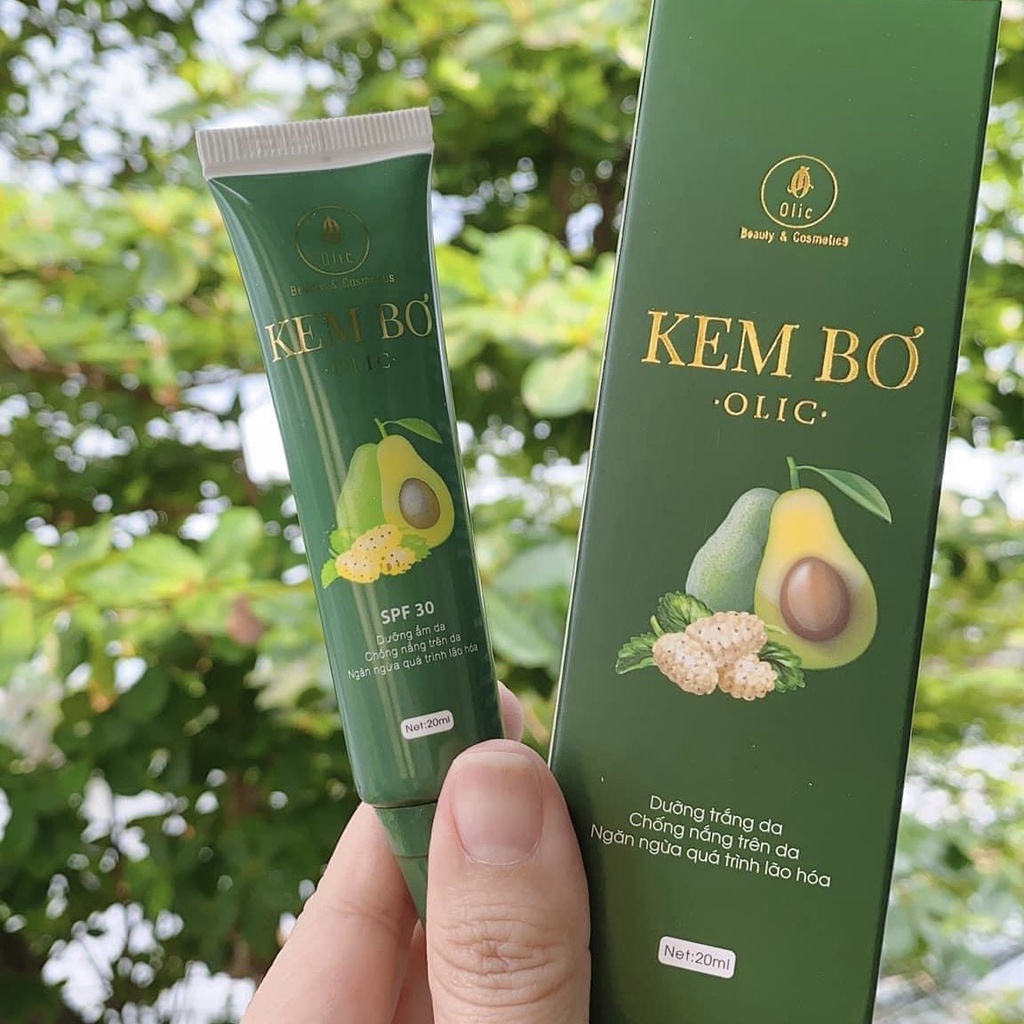 Olic
Beauty & Cosmetics
KEM BƠ
·OLIC·
SPF 30
Dưỡng ẩm da
Chống nắng trên da
Ngăn ngừa quá trình lão hóa
Net:20ml
Olic
Beauty & Cosmetics
KEM BƠ
·OLIC·
Dưỡng trắng da
Chống nắng trên da
Ngăn ngừa quá trình lão hóa
Net:20ml